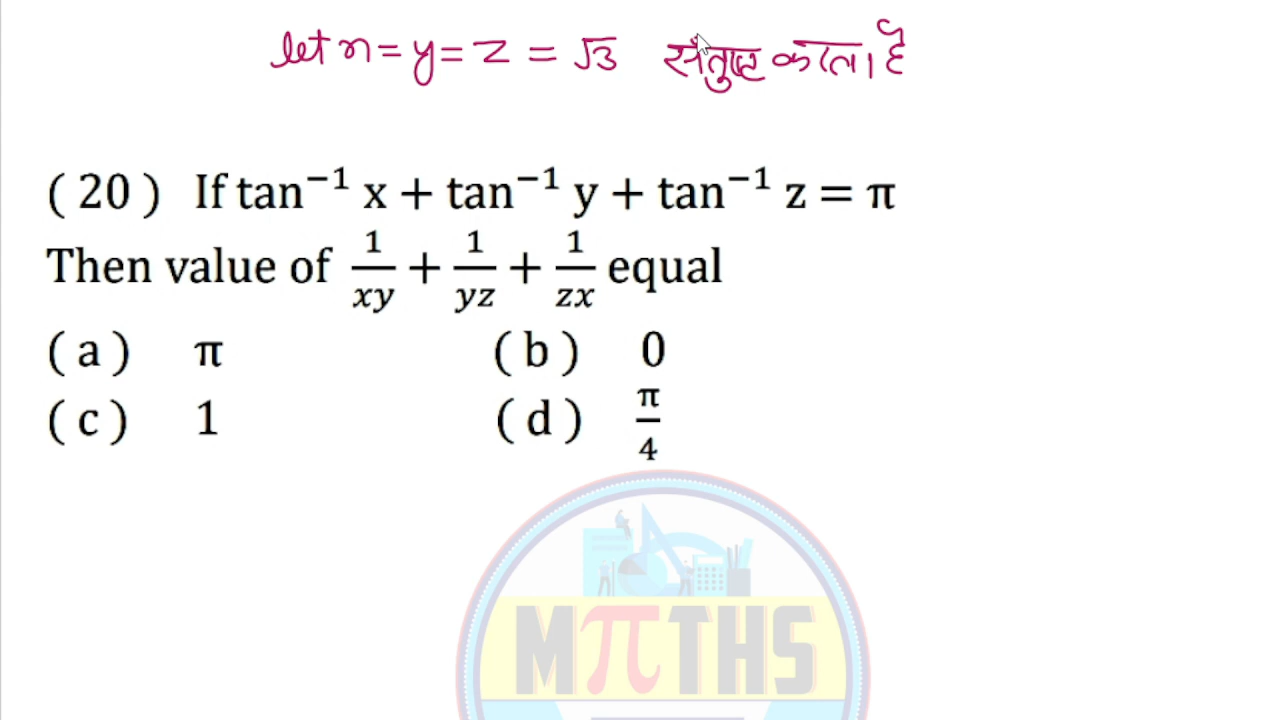 let x = y = z = √3 संतुष्ट करता है
( 20 ) If tan⁻¹ x + tan⁻¹ y + tan⁻¹ z = π
Then value of 1/xy + 1/yz + 1/zx equal
( a ) π ( b ) 0
( c ) 1 ( d ) π/4
MπTHS